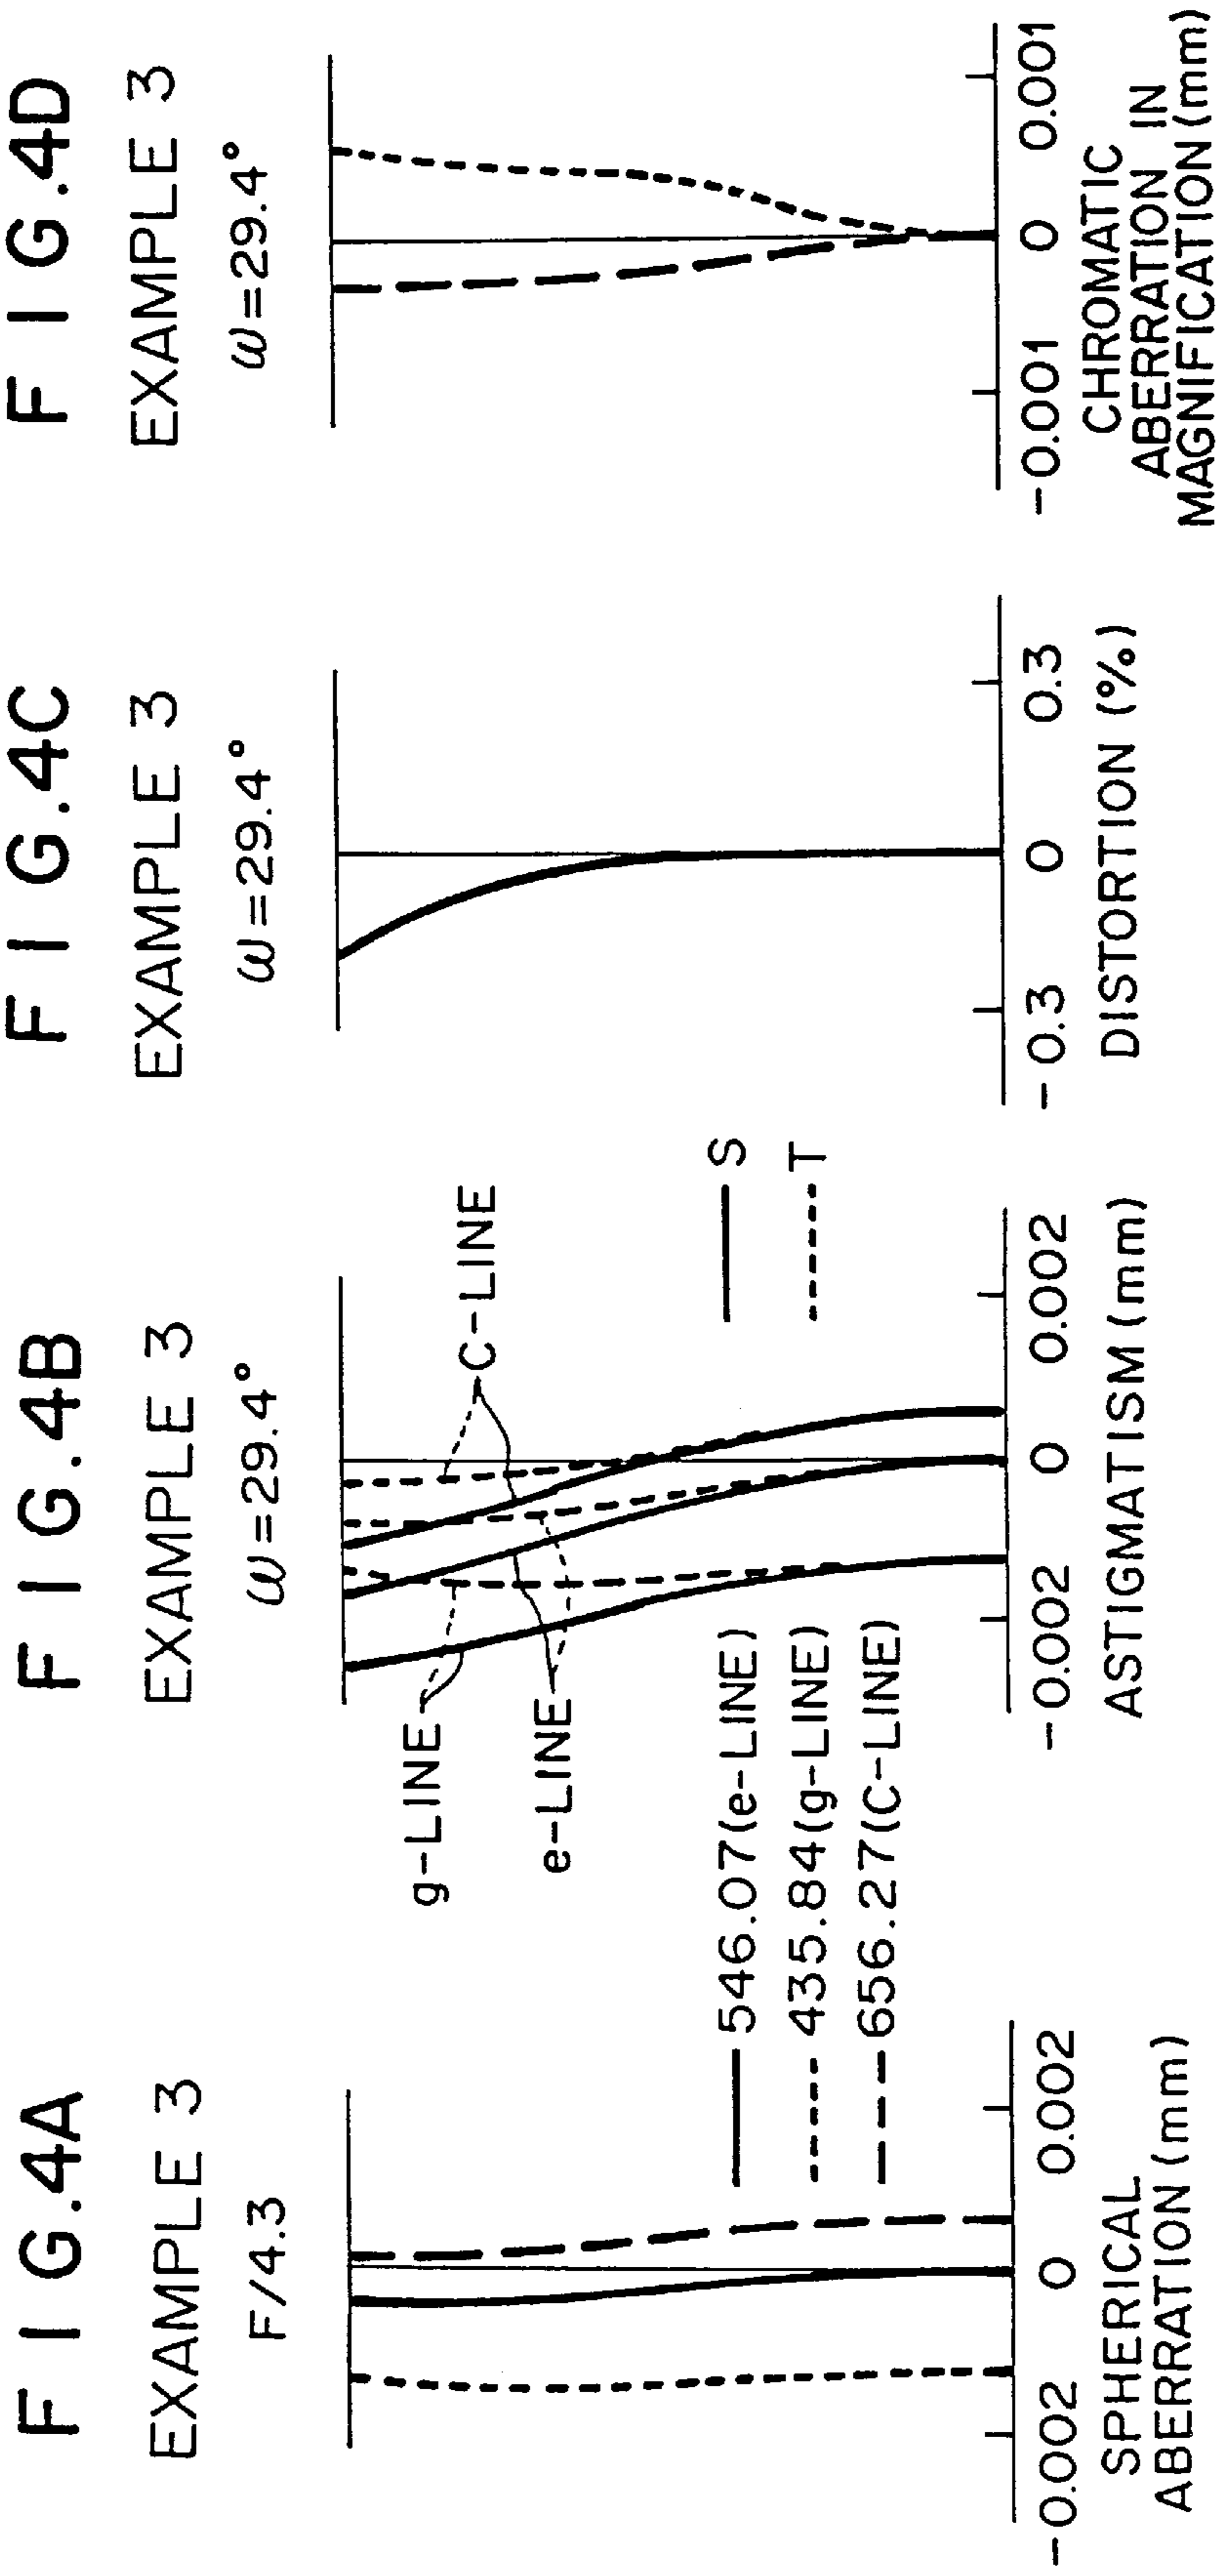 F I G.4A
EXAMPLE 3
F/4.3
546.07(e-LINE)
435.84(g-LINE)
656.27(C-LINE)
-0.002 0 0.002
SPHERICAL
ABERRATION(mm)
F I G.4B
EXAMPLE 3
ω=29.4°
g-LINE
e-LINE
C-LINE
S
T
-0.002 0 0.002
ASTIGMATISM(mm)
F I G.4C
EXAMPLE 3
ω=29.4°
-0.3 0 0.3
DISTORTION (%)
F I G.4D
EXAMPLE 3
ω=29.4°
-0.001 0 0.001
CHROMATIC
ABERRATION IN
MAGNIFICATION(mm)